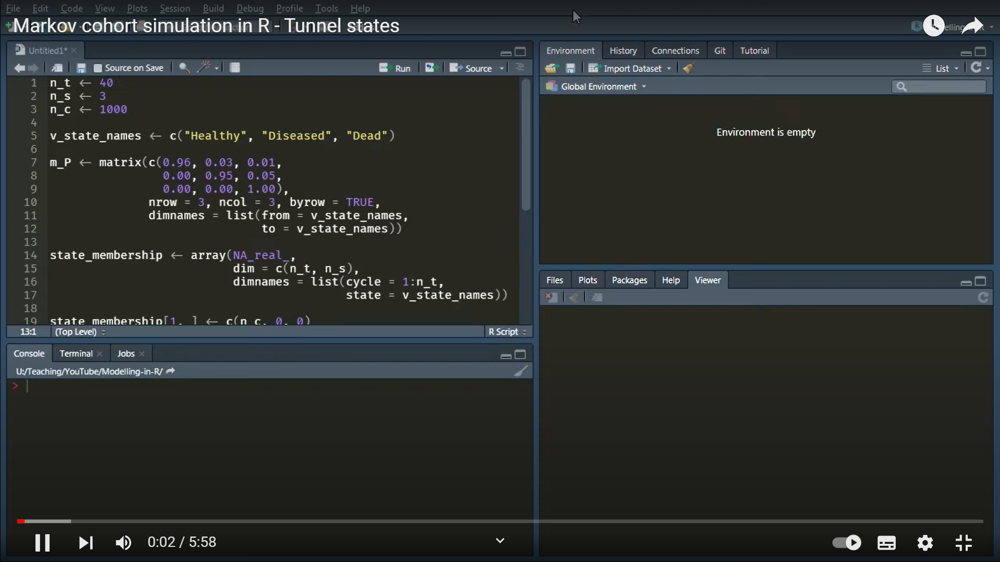 File Edit Code View Plots Session Build Debug Profile Tools Help
Markov cohort simulation in R - Tunnel states
Untitled1*
Source on Save Run Source
1 n_t ← 40
2 n_s ← 3
3 n_c ← 1000
4
5 v_state_names ← c("Healthy", "Diseased", "Dead")
6
7 m_P ← matrix(c(0.96, 0.03, 0.01,
8 0.00, 0.95, 0.05,
9 0.00, 0.00, 1.00),
10 nrow = 3, ncol = 3, byrow = TRUE,
11 dimnames = list(from = v_state_names,
12 to = v_state_names))
13
14 state_membership ← array(NA_real_,
15 dim = c(n_t, n_s),
16 dimnames = list(cycle = 1:n_t,
17 state = v_state_names))
18
19 state_membership[1, ] ← c(n_c, 0, 0)
13:1 (Top Level) R Script
Console Terminal Jobs
U:/Teaching/YouTube/Modelling-in-R/
>
Environment History Connections Git Tutorial
Import Dataset List
Global Environment
Environment is empty
Files Plots Packages Help Viewer
0:02 / 5:58